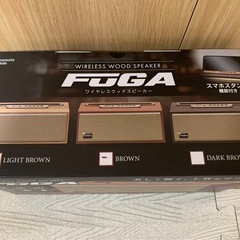 WIRELESS WOOD SPEAKER
FUGA
ワイヤレスウッドスピーカー
スマホスタンド
機能付き
LIGHT BROWN
BROWN
DARK BROW